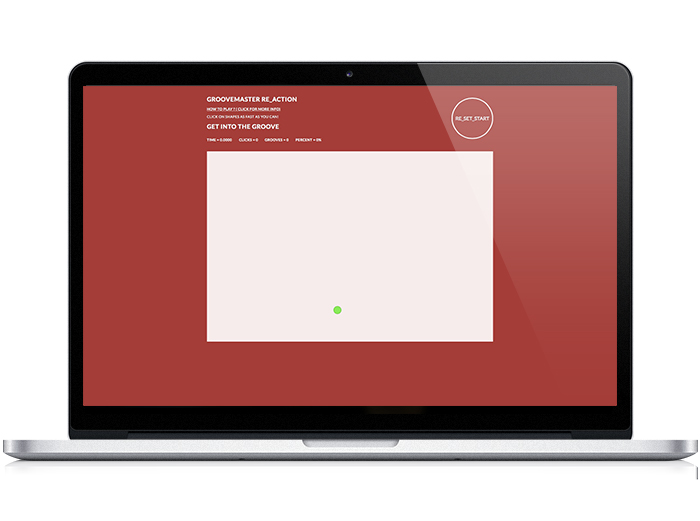 GROOVEMASTER RE_ACTION
HOW TO PLAY ? ( CLICK FOR MORE INFO)
CLICK ON SHAPES AS FAST AS YOU CAN!
GET INTO THE GROOVE
TIME = 0.0000 CLICKS = 0 GROOVES = 0 PERCENT = 0%
RE_SET_START